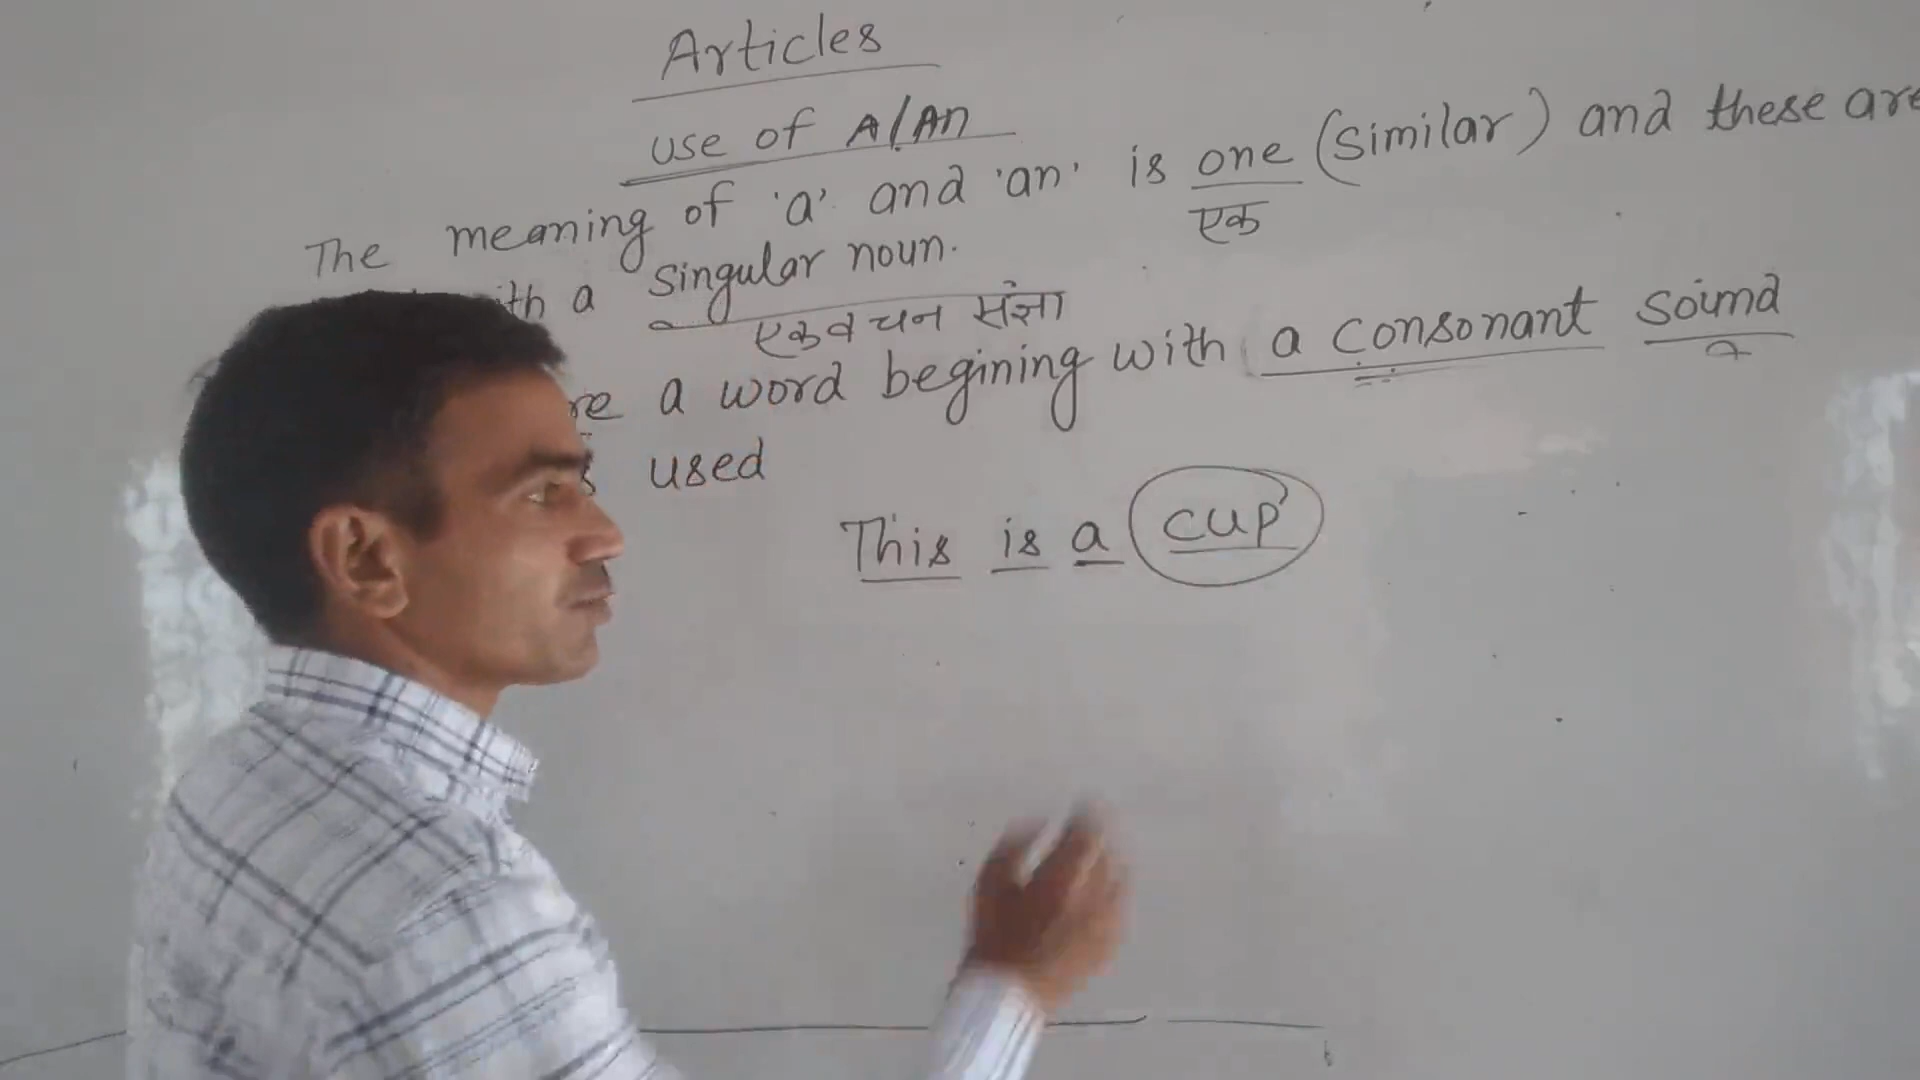 Articles
use of A/An
The meaning of 'a' and 'an' is one (similar) and these are
एक
a singular noun.
एकवचन संज्ञा
a word begining with a consonant sound
used
This is a cup